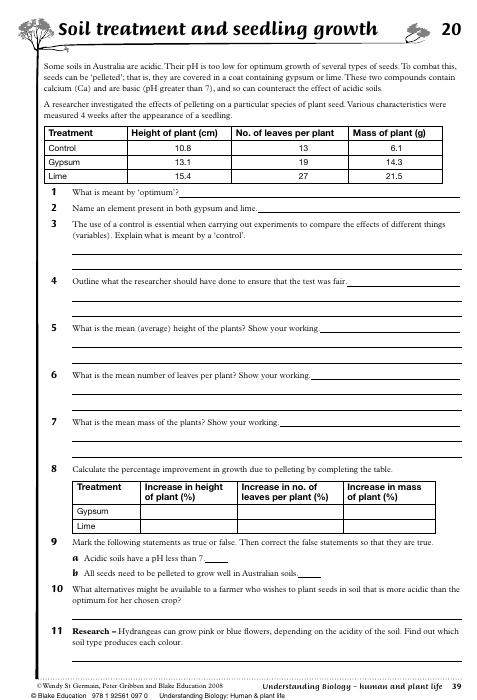 Soil treatment and seedling growth 20
Some soils in Australia are acidic. Their pH is too low for optimum growth of several types of seeds. To combat this,
seeds can be 'pelleted'; that is, they are covered in a coat containing gypsum or lime. These two compounds contain
calcium (Ca) and are basic (pH greater than 7), and so can counteract the effect of acidic soils.
A researcher investigated the effects of pelleting on a particular species of plant seed. Various characteristics were
measured 4 weeks after the appearance of a seedling.
Treatment Height of plant (cm) No. of leaves per plant Mass of plant (g)
Control 10.8 13 6.1
Gypsum 13.1 19 14.3
Lime 15.4 27 21.5
1 What is meant by 'optimum'?
2 Name an element present in both gypsum and lime.
3 The use of a control is essential when carrying out experiments to compare the effects of different things
(variables). Explain what is meant by a 'control'.
4 Outline what the researcher should have done to ensure that the test was fair.
5 What is the mean (average) height of the plants? Show your working.
6 What is the mean number of leaves per plant? Show your working.
7 What is the mean mass of the plants? Show your working.
8 Calculate the percentage improvement in growth due to pelleting by completing the table.
Treatment Increase in height Increase in no. of Increase in mass
of plant (%) leaves per plant (%) of plant (%)
Gypsum
Lime
9 Mark the following statements as true or false. Then correct the false statements so that they are true.
a Acidic soils have a pH less than 7.
b All seeds need to be pelleted to grow well in Australian soils.
10 What alternatives might be available to a farmer who wishes to plant seeds in soil that is more acidic than the
optimum for her chosen crop?
11 Research – Hydrangeas can grow pink or blue flowers, depending on the acidity of the soil. Find out which
soil type produces each colour.
©Wendy St Germain, Peter Gribben and Blake Education 2008 Understanding Biology – human and plant life 39
© Blake Education 978 1 92561 097 0 Understanding Biology: Human & plant life